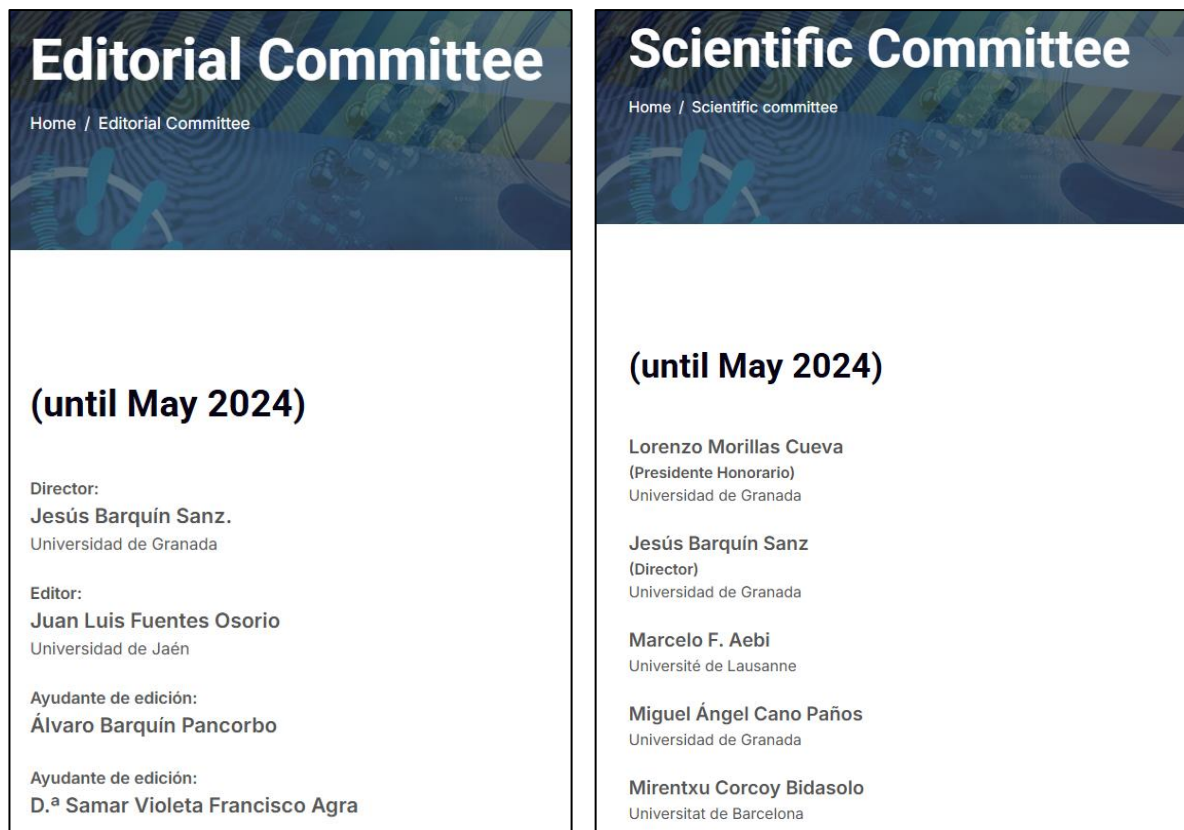 Editorial Committee
Home / Editorial Committee
(until May 2024)
Director:
Jesús Barquín Sanz.
Universidad de Granada
Editor:
Juan Luis Fuentes Osorio
Universidad de Jaén
Ayudante de edición:
Álvaro Barquín Pancorbo
Ayudante de edición:
D.ª Samar Violeta Francisco Agra
Scientific Committee
Home / Scientific committee
(until May 2024)
Lorenzo Morillas Cueva
(Presidente Honorario)
Universidad de Granada
Jesús Barquín Sanz
(Director)
Universidad de Granada
Marcelo F. Aebi
Université de Lausanne
Miguel Ángel Cano Paños
Universidad de Granada
Mirentxu Corcoy Bidasolo
Universitat de Barcelona